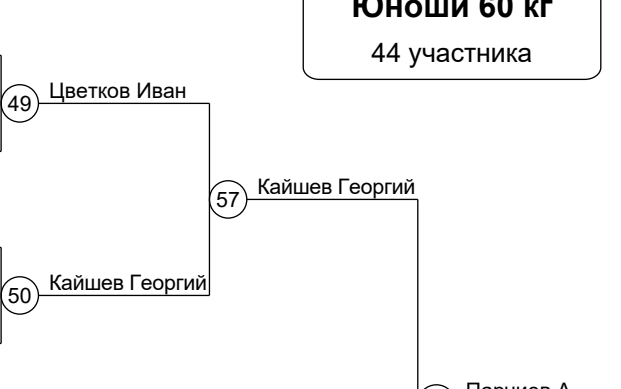 Юноши 60 кг
44 участника
49 Цветков Иван
57 Кайшев Георгий
50 Кайшев Георгий